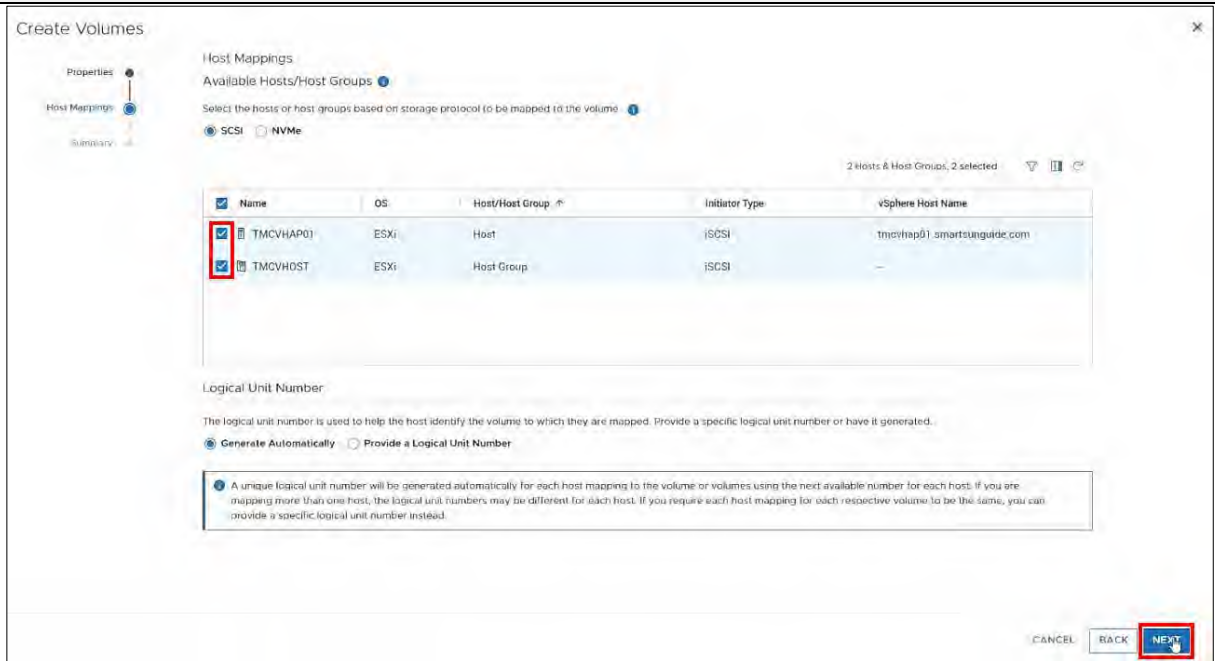 Create Volumes
Properties
Host Mappings
Summary
Host Mappings
Available Hosts/Host Groups
Select the hosts or host groups based on storage protocol to be mapped to the volume
SCSI NVMe
2 Hosts & Host Groups, 2 selected
Name OS Host/Host Group Initiator Type vSphere Host Name
TMCVHAP01 ESXi Host iSCSI tmcvhap01.smartsunguide.com
TMCVHOST ESXi Host Group iSCSI --
Logical Unit Number
The logical unit number is used to help the host identify the volume to which they are mapped. Provide a specific logical unit number or have it generated.
Generate Automatically Provide a Logical Unit Number
A unique logical unit number will be generated automatically for each host mapping to the volume or volumes using the next available number for each host. If you are
mapping more than one host, the logical unit numbers may be different for each host. If you require each host mapping for each respective volume to be the same, you can
provide a specific logical unit number instead.
CANCEL BACK NEXT